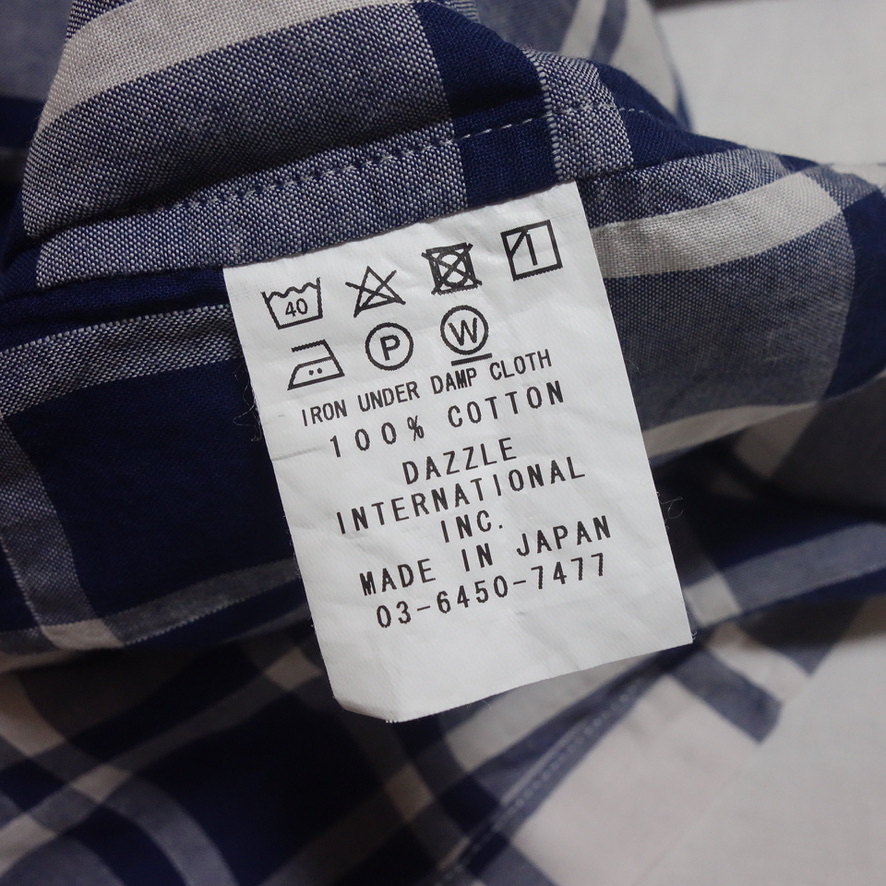 40
P W
IRON UNDER DAMP CLOTH
100% COTTON
DAZZLE
INTERNATIONAL
INC.
MADE IN JAPAN
03-6450-7477